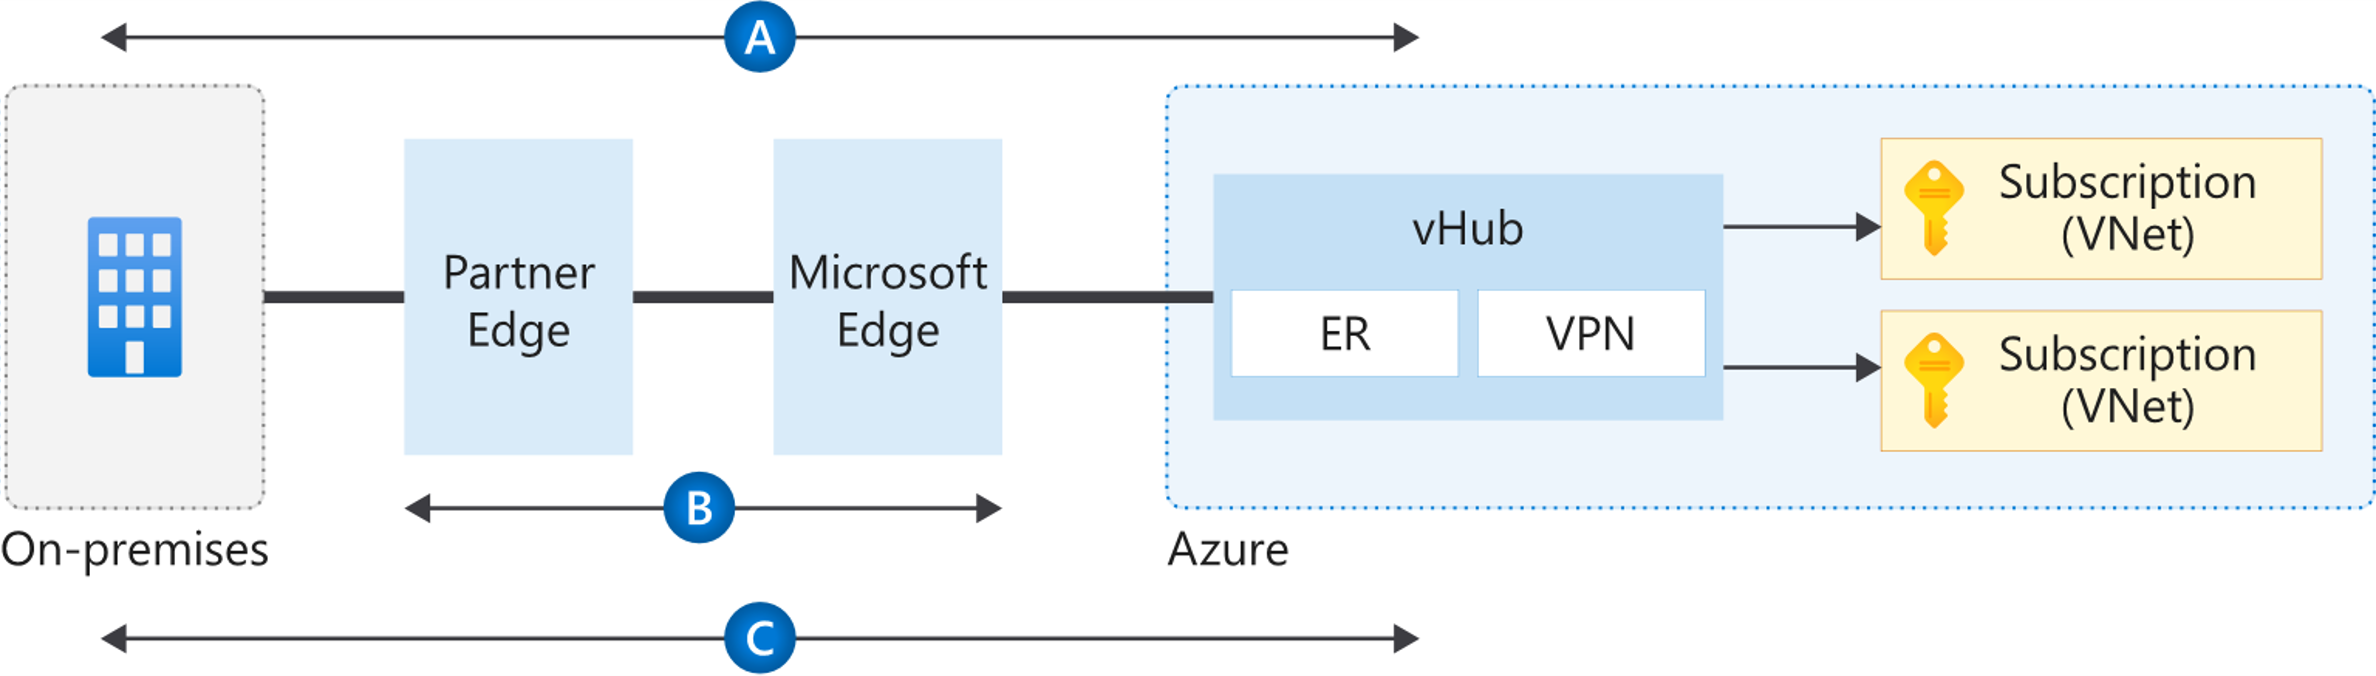 A
Partner
Edge
Microsoft
Edge
vHub
ER
VPN
Subscription
(VNet)
Subscription
(VNet)
B
On-premises
Azure
C